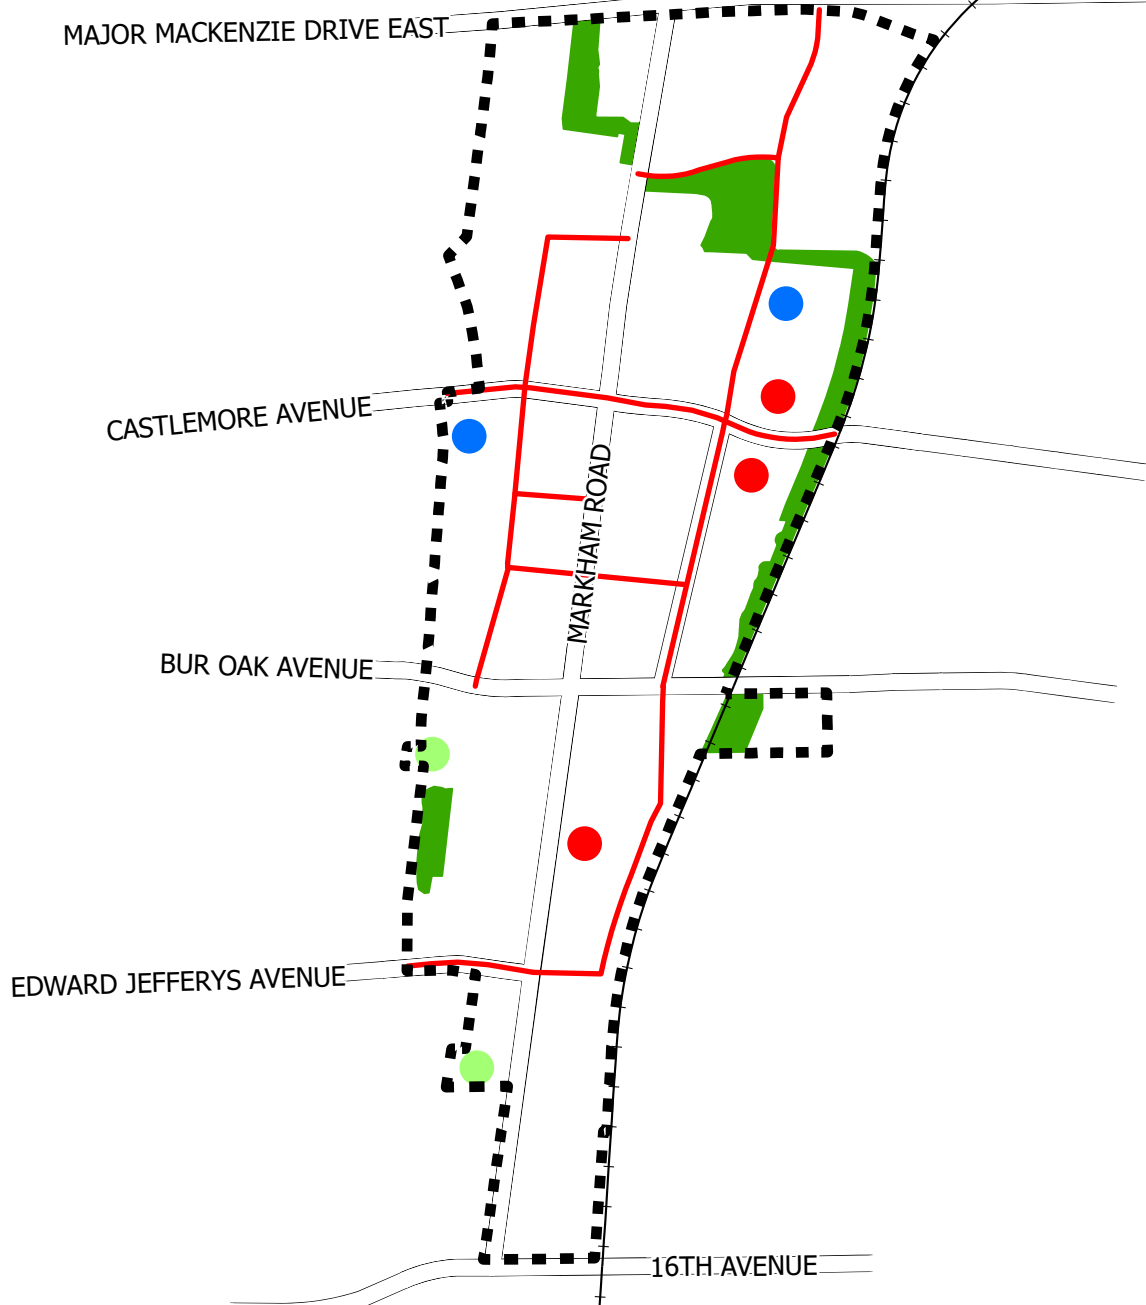 MAJOR MACKENZIE DRIVE EAST
CASTLEMORE AVENUE
MARKHAM ROAD
BUR OAK AVENUE
EDWARD JEFFERYS AVENUE
16TH AVENUE